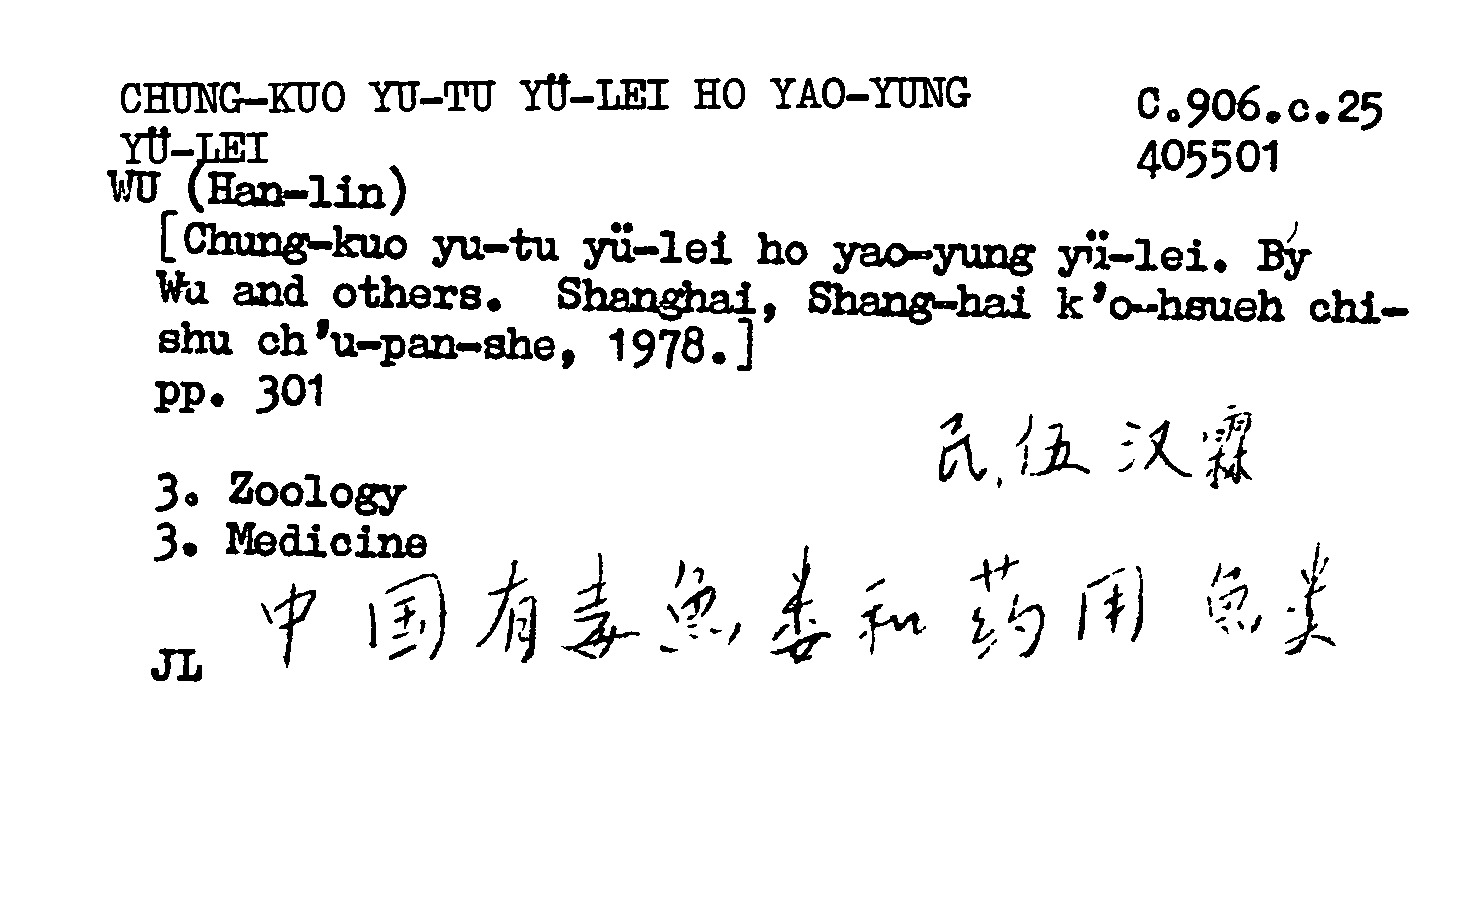 CHUNG-KUO YU-TU YÜ-LEI HO YAO-YUNG
YÜ-LEI
C.906.c.25
405501
WU (Han-lin)
[Chung-kuo yu-tu yü-lei ho yao-yung yü-lei. By
Wu and others. Shanghai, Shang-hai k'o-hsueh chi-
shu ch'u-pan-she, 1978.]
pp. 301
伍汉霖
3. Zoology
3. Medicine
中国有毒魚类和药用魚类
JL